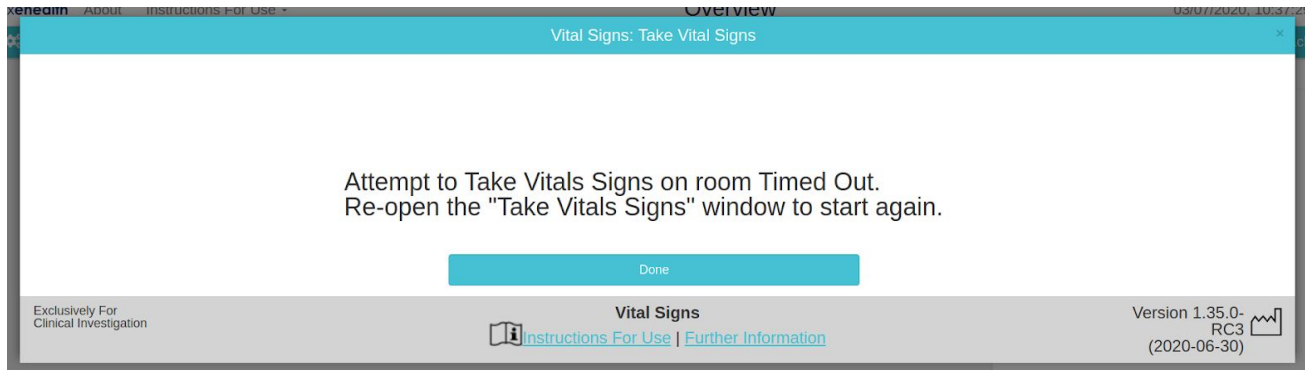 xenedith About Instructions For Use Overview 03/07/2020, 10:37:2
Vital Signs: Take Vital Signs ×
Attempt to Take Vitals Signs on room Timed Out.
Re-open the "Take Vitals Signs" window to start again.
Done
Exclusively For
Clinical Investigation
Vital Signs
Instructions For Use | Further Information
Version 1.35.0-
RC3
(2020-06-30)